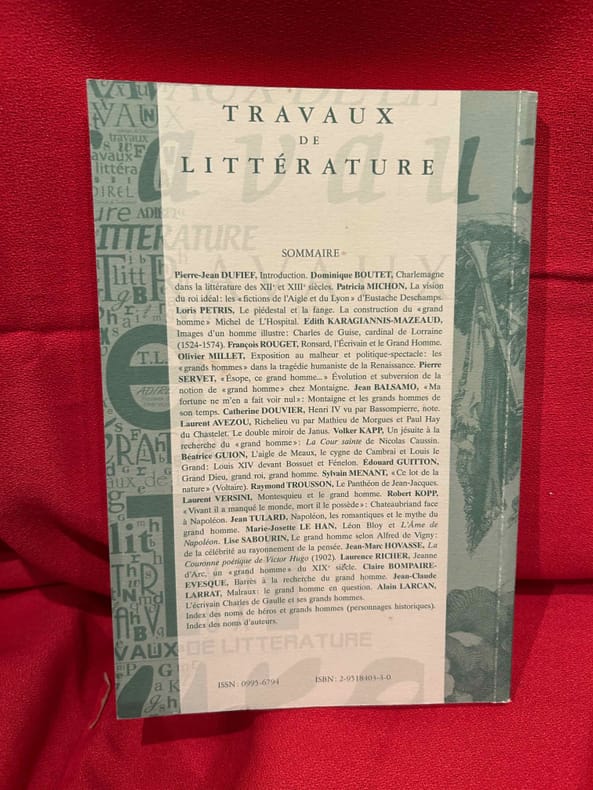 TRAVAUX
DE
LITTÉRATURE
SOMMAIRE
Pierre-Jean DUFIEF, Introduction. Dominique BOUTET, Charlemagne
dans la littérature des XIIe et XIIIe siècles. Patricia MICHON, La vision
du roi idéal : les « fictions de l'Aigle et du Lyon » d'Eustache Deschamps.
Loris PETRIS, Le piédestal et la fange. La construction du « grand
homme » Michel de L'Hospital. Edith KARAGIANNIS-MAZEAUD,
Images d'un homme illustre : Charles de Guise, cardinal de Lorraine
(1524-1574). François ROUGET, Ronsard, l'Écrivain et le Grand Homme.
Olivier MILLET, Exposition au malheur et politique-spectacle : les
« grands hommes » dans la tragédie humaniste de la Renaissance. Pierre
SERVET, « Ésope, ce grand homme... » Évolution et subversion de la
notion de « grand homme » chez Montaigne. Jean BALSAMO, « Ma
fortune ne m'en a fait voir nul » : Montaigne et les grands hommes de
son temps. Catherine DOUVIER, Henri IV vu par Bassompierre, note.
Laurent AVEZOU, Richelieu vu par Mathieu de Morgues et Paul Hay
du Chastelet. Le double miroir de Janus. Volker KAPP, Un jésuite à la
recherche du « grand homme » : La Cour sainte de Nicolas Caussin.
Béatrice GUION, L'aigle de Meaux, le cygne de Cambrai et Louis le
Grand : Louis XIV devant Bossuet et Fénelon. Édouard GUITTON,
Grand Dieu, grand roi, grand homme. Sylvain MENANT, « Ce lot de la
nature » (Voltaire). Raymond TROUSSON, Le Panthéon de Jean-Jacques.
Laurent VERSINI, Montesquieu et le grand homme. Robert KOPP,
« Vivant il a manqué le monde, mort il le possède » : Chateaubriand face
à Napoléon. Jean TULARD, Napoléon, les romantiques et le mythe du
grand homme. Marie-Josette LE HAN, Léon Bloy et L'Âme de
Napoléon. Lise SABOURIN, Le grand homme selon Alfred de Vigny :
de la célébrité au rayonnement de la pensée. Jean-Marc HOVASSE, La
Couronne poétique de Victor Hugo (1902). Laurence RICHER, Jeanne
d'Arc, un « grand homme » du XIXe siècle. Claire BOMPAIRE-
EVESQUE, Barrès à la recherche du grand homme. Jean-Claude
LARRAT, Malraux : le grand homme en question. Alain LARCAN,
L'écrivain Charles de Gaulle et ses grands hommes.
Index des noms de héros et grands hommes (personnages historiques).
Index des noms d'auteurs.
ISSN : 0995-6794 ISBN : 2-9518403-3-0